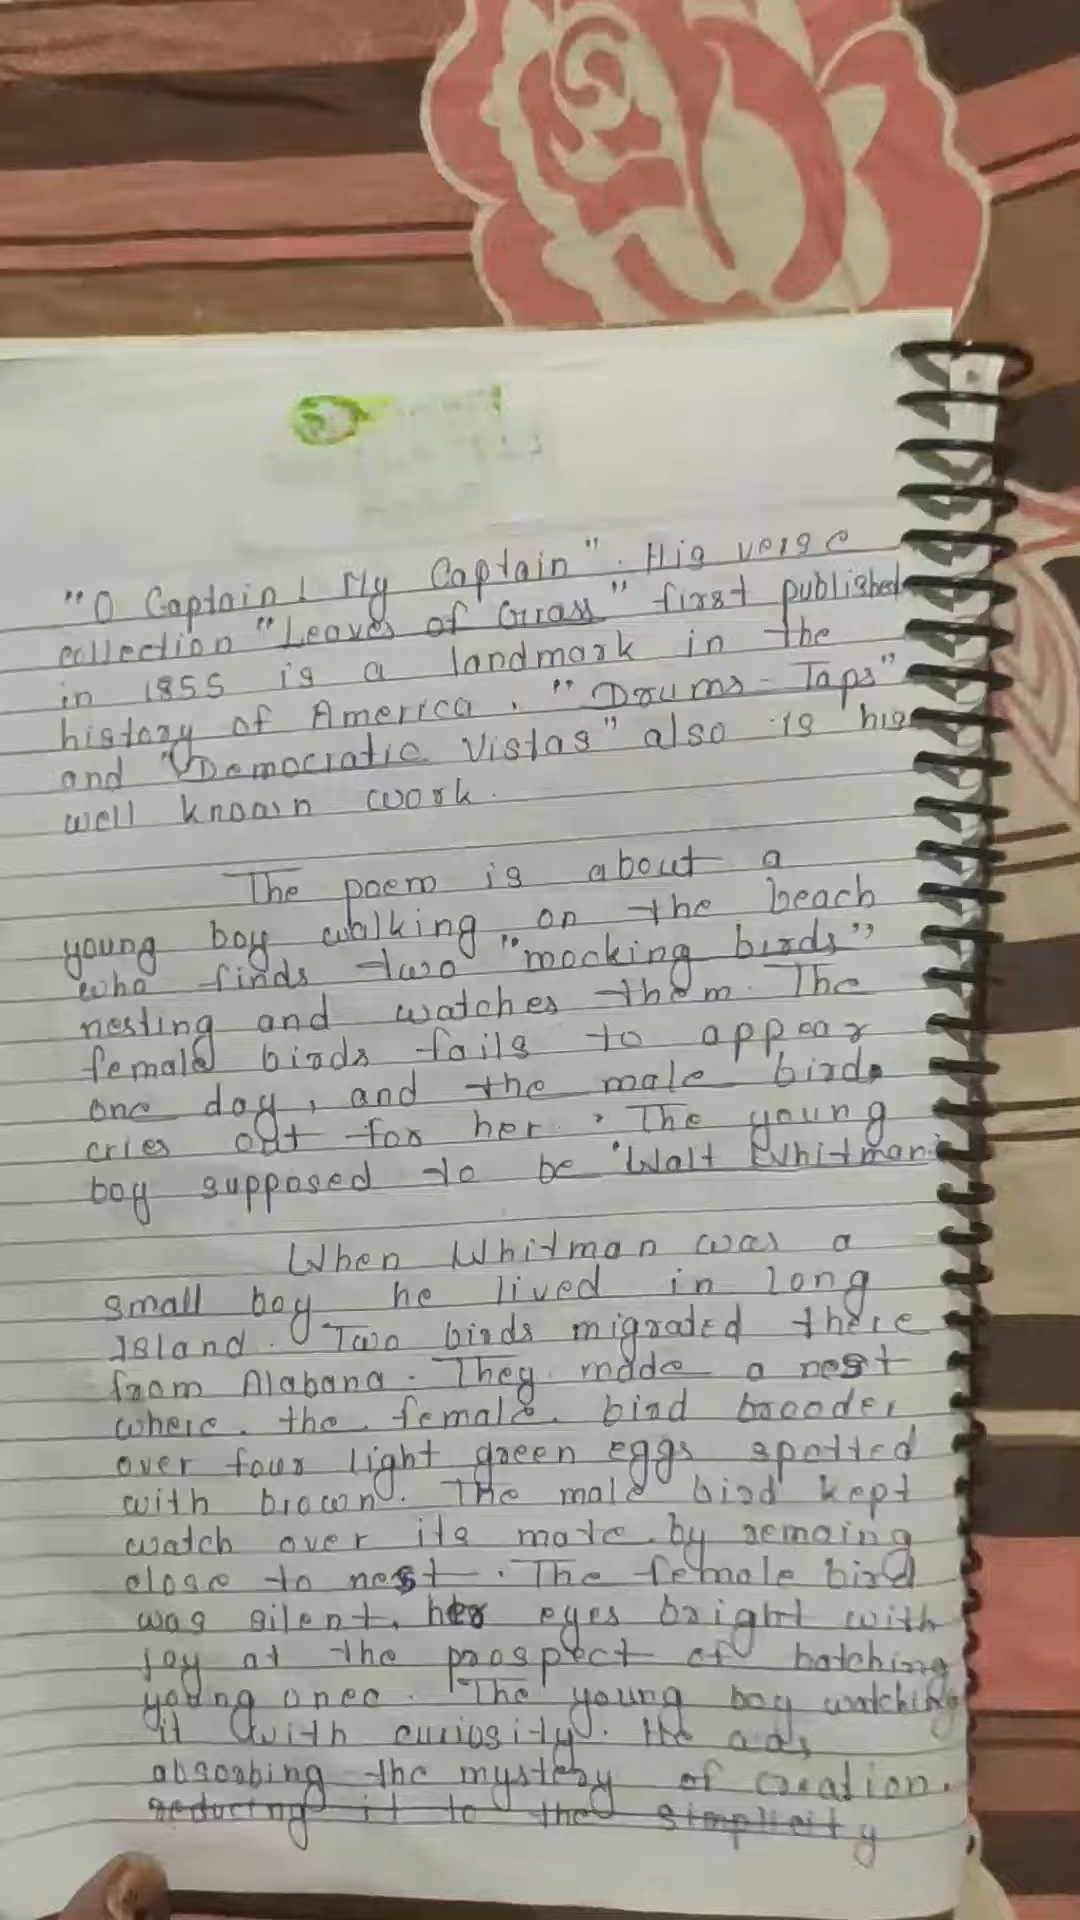 "O Captain! My Captain". His verse
collection "Leaves of Grass" first published
in 1855 is a landmark in the
history of America. "Drums-Taps"
and "Democratic Vistas" also is his
well knoain work.
The poem is about a
young boy walking on the beach
who finds two "mocking birds"
nesting and watches them. The
female birds fails to appear
one day, and the male birds
cries out for her. The young
boy supposed to be 'Walt Whitman'
When Whitman was a
small boy he lived in long
Island. Two birds migrated there
from Alabana. They made a nest
where the female bird brooder
over four light green eggs spotted
with brown. The male bird kept
watch over its mate by remaing
close to nest. The female bird
was silent, her eyes bright with
joy at the prospect of hatching
young ones. The young boy watching
it with curiosity. He
absorbing the mystery of creation.
reducing it to the simplicity